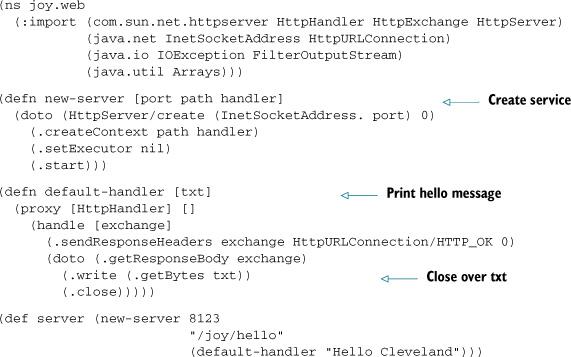 (ns joy.web
  (:import (com.sun.net.httpserver HttpHandler HttpExchange HttpServer)
           (java.net InetSocketAddress HttpURLConnection)
           (java.io IOException FilterOutputStream)
           (java.util Arrays)))
(defn new-server [port path handler] Create service
  (doto (HttpServer/create (InetSocketAddress. port) 0)
    (.createContext path handler)
    (.setExecutor nil)
    (.start)))
(defn default-handler [txt] Print hello message
  (proxy [HttpHandler] []
    (handle [exchange]
      (.sendResponseHeaders exchange HttpURLConnection/HTTP_OK 0)
      (doto (.getResponseBody exchange)
        (.write (.getBytes txt)) Close over txt
        (.close)))))
(def server (new-server 8123
                        "/joy/hello"
                        (default-handler "Hello Cleveland")))